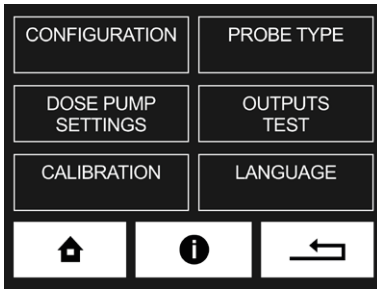 CONFIGURATION
PROBE TYPE
DOSE PUMP
SETTINGS
OUTPUTS
TEST
CALIBRATION
LANGUAGE